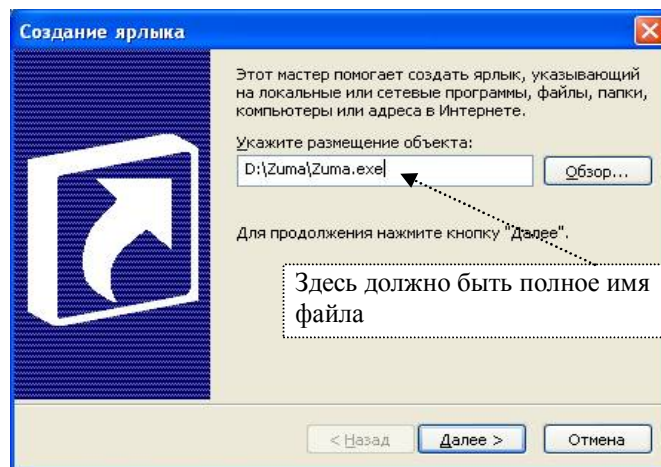 Создание ярлыка
Этот мастер помогает создать ярлык, указывающий
на локальные или сетевые программы, файлы, папки,
компьютеры или адреса в Интернете.
Укажите размещение объекта:
D:\Zuma\Zuma.exe
Обзор...
Для продолжения нажмите кнопку "Далее".
Здесь должно быть полное имя
файла
< Назад
Далее >
Отмена